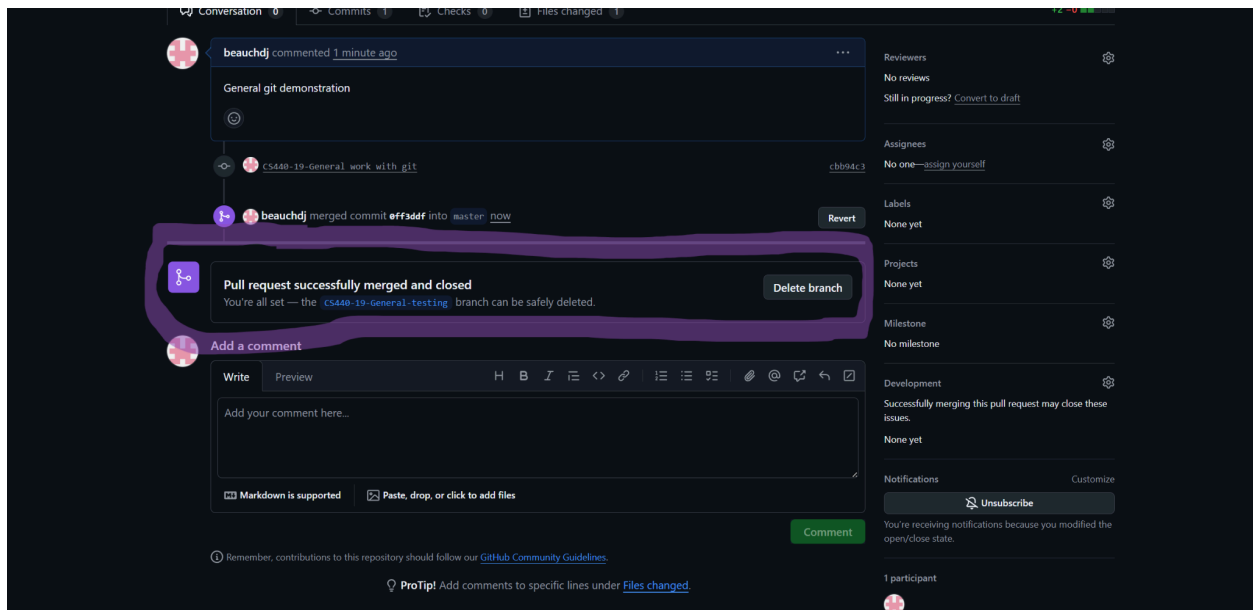 Conversation 0 Commits 1 Checks 0 Files changed 1 +2 −0
beauchdj commented 1 minute ago
General git demonstration
CS440-19-General work with git cbb94c3
beauchdj merged commit 0ff3ddf into master now Revert
Pull request successfully merged and closed
You're all set — the CS440-19-General-testing branch can be safely deleted.
Delete branch
Add a comment
Write Preview
H B I
Add your comment here...
Markdown is supported Paste, drop, or click to add files
Comment
Remember, contributions to this repository should follow our GitHub Community Guidelines.
ProTip! Add comments to specific lines under Files changed.
Reviewers
No reviews
Still in progress? Convert to draft
Assignees
No one—assign yourself
Labels
None yet
Projects
None yet
Milestone
No milestone
Development
Successfully merging this pull request may close these
issues.
None yet
Notifications Customize
Unsubscribe
You're receiving notifications because you modified the
open/close state.
1 participant